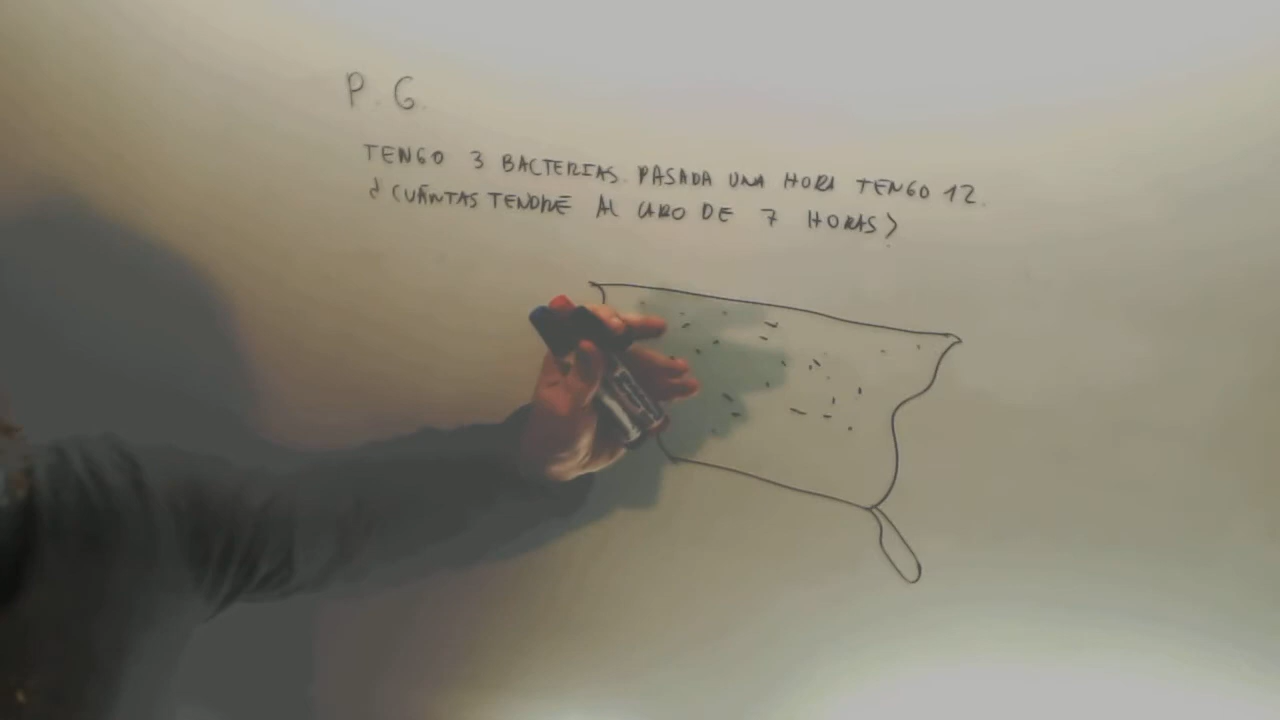 P. G.
TENGO 3 BACTERIAS. PASADA UNA HORA TENGO 12.
¿CUÁNTAS TENDRÉ AL CABO DE 7 HORAS?